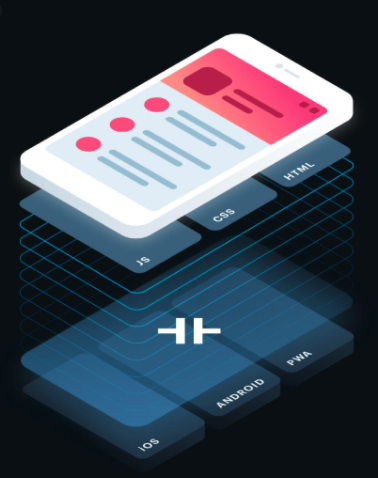 JS
CSS
HTML
iOS
ANDROID
PWA